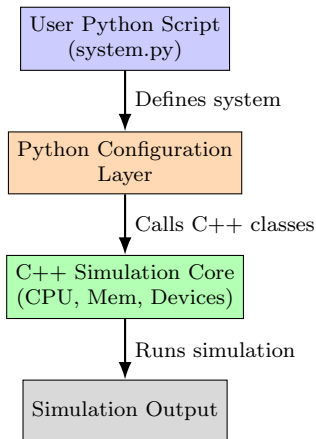 User Python Script
(system.py)
Defines system
Python Configuration
Layer
Calls C++ classes
C++ Simulation Core
(CPU, Mem, Devices)
Runs simulation
Simulation Output